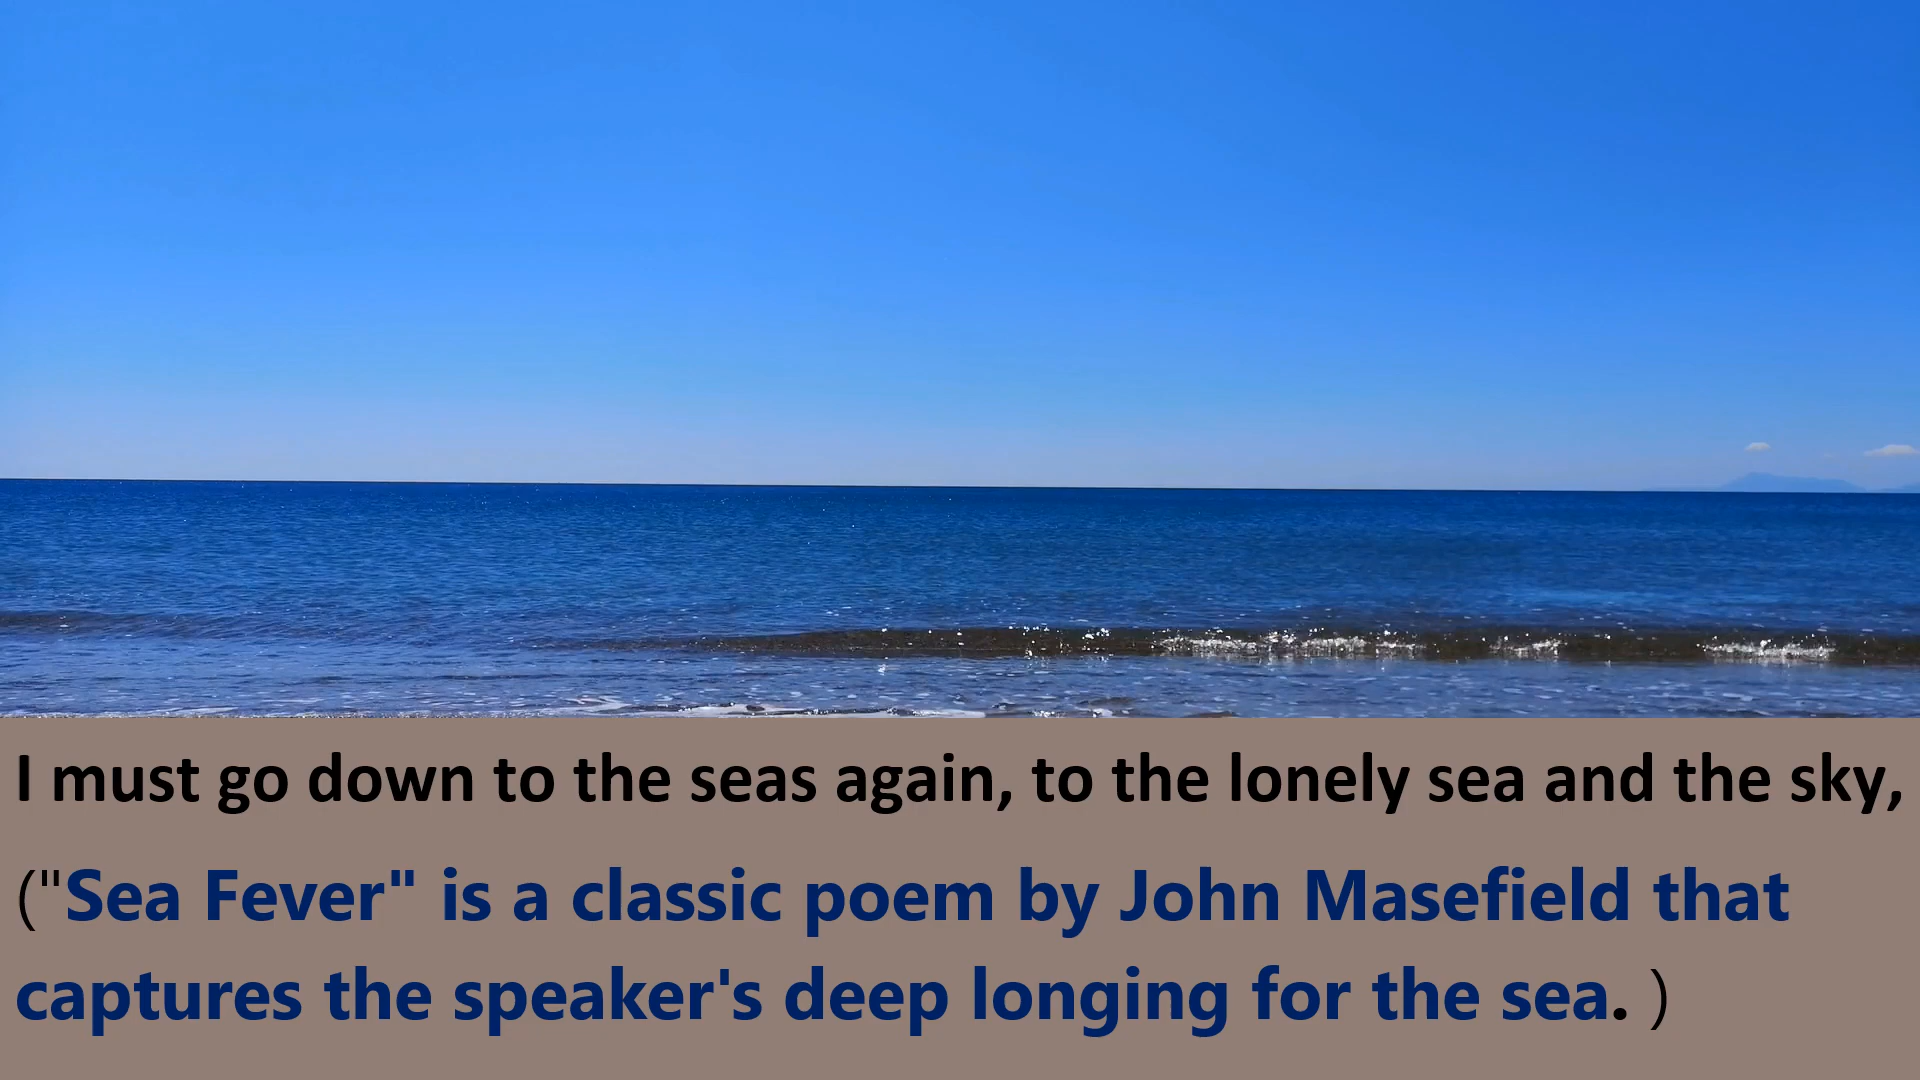 I must go down to the seas again, to the lonely sea and the sky,
("Sea Fever" is a classic poem by John Masefield that
captures the speaker's deep longing for the sea. )